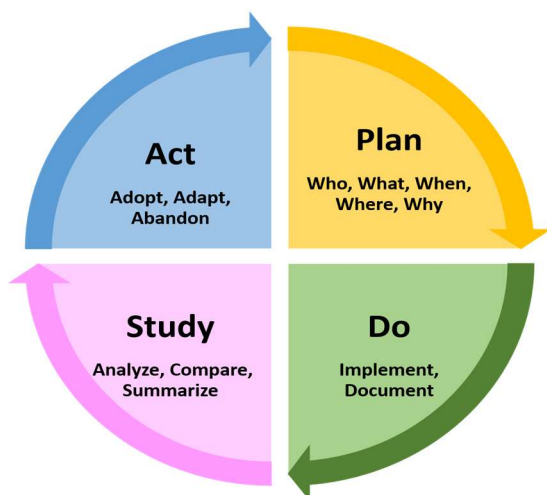 Act
Adopt, Adapt,
Abandon
Plan
Who, What, When,
Where, Why
Study
Analyze, Compare,
Summarize
Do
Implement,
Document